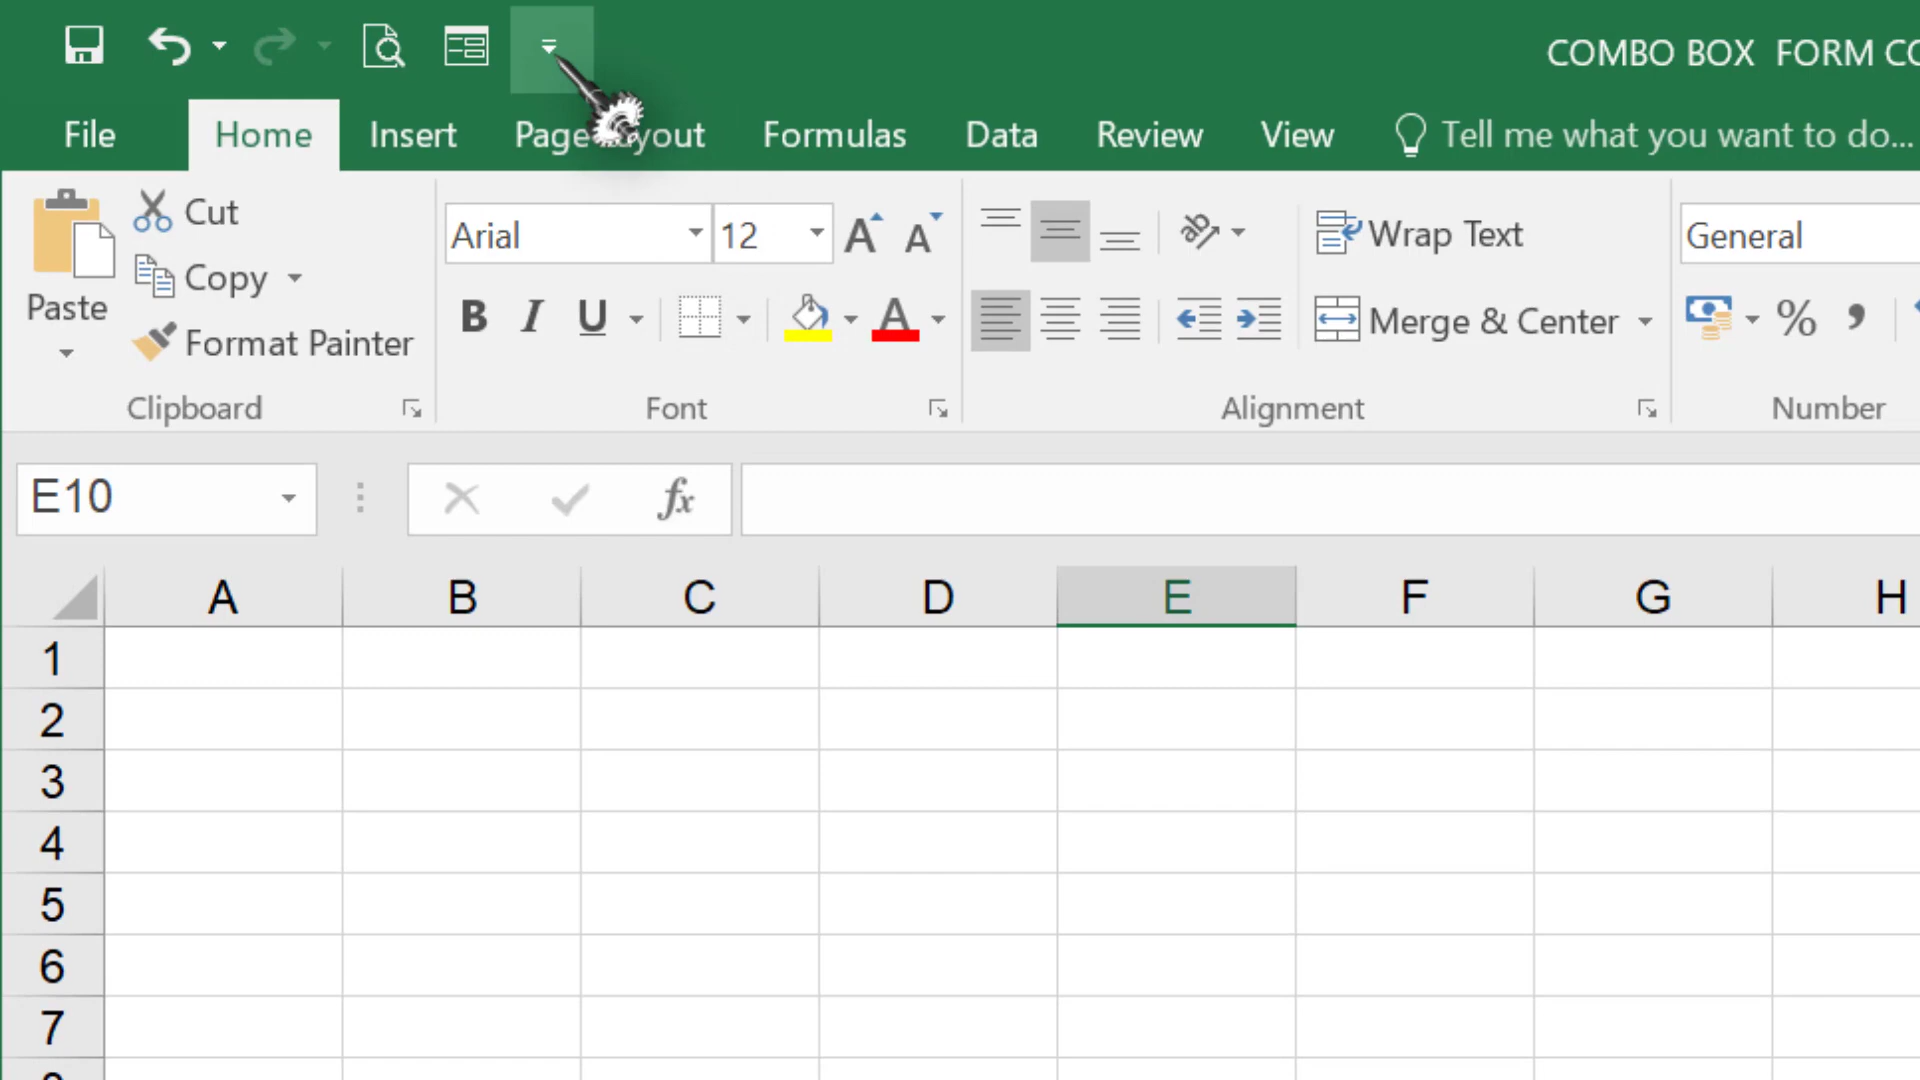 COMBO BOX FORM CO
File Home Insert Page Layout Formulas Data Review View Tell me what you want to do...
Paste
Cut
Copy
Format Painter
Clipboard
Arial 12
B I U
Font
Wrap Text
Merge & Center
Alignment
General
%
Number
E10 fx
A B C D E F G H
1
2
3
4
5
6
7